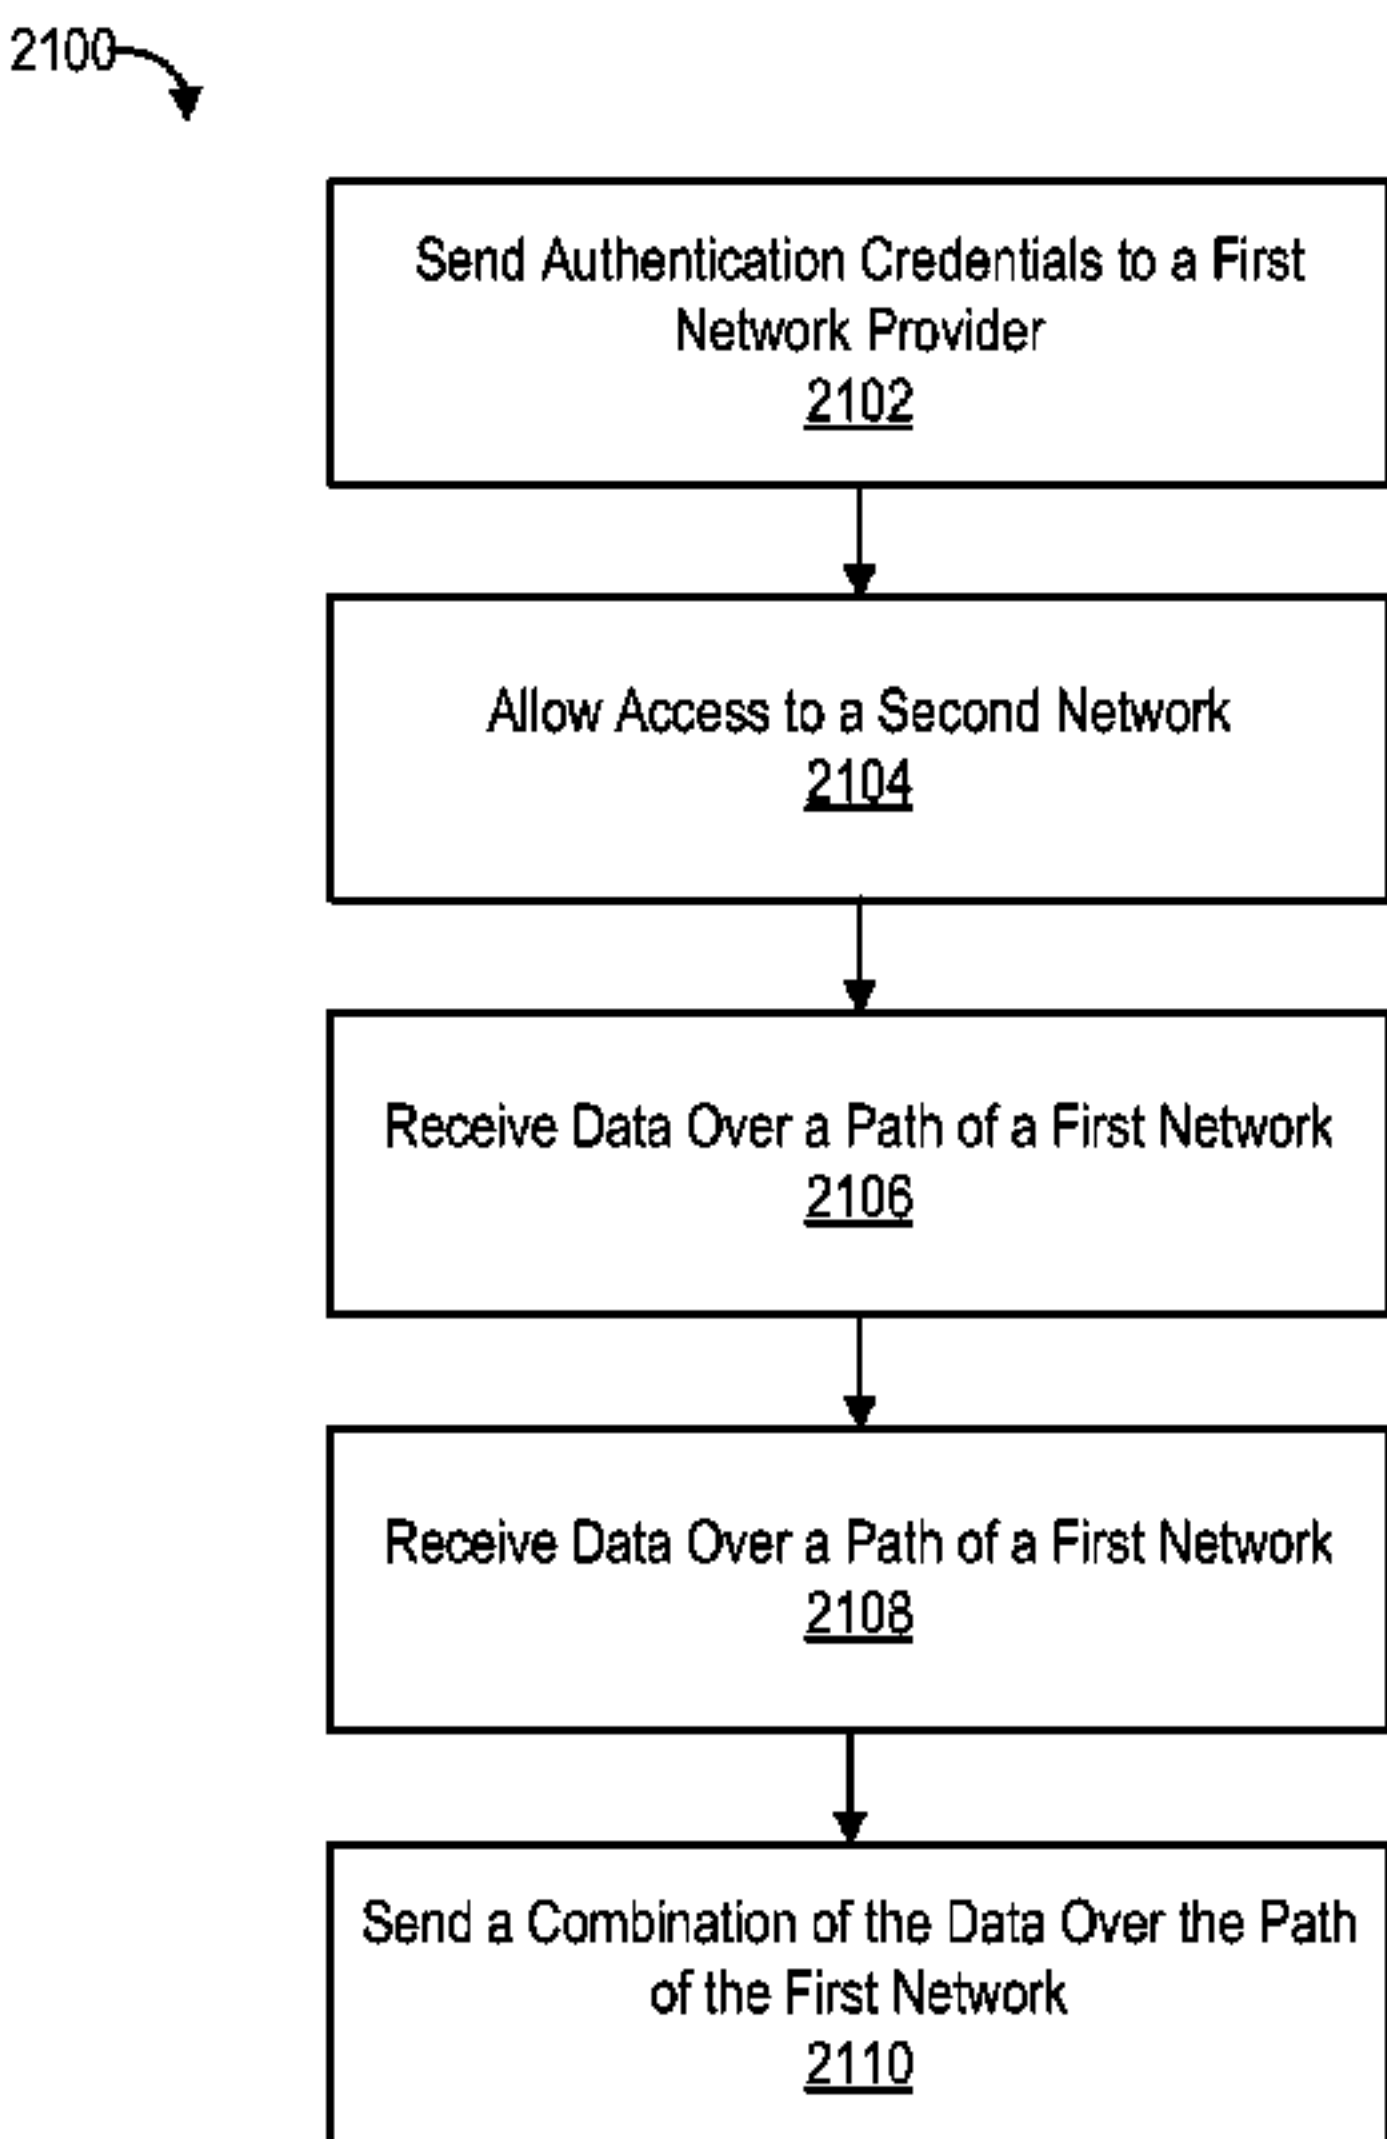 2100
Send Authentication Credentials to a First
Network Provider
2102
Allow Access to a Second Network
2104
Receive Data Over a Path of a First Network
2106
Receive Data Over a Path of a First Network
2108
Send a Combination of the Data Over the Path
of the First Network
2110